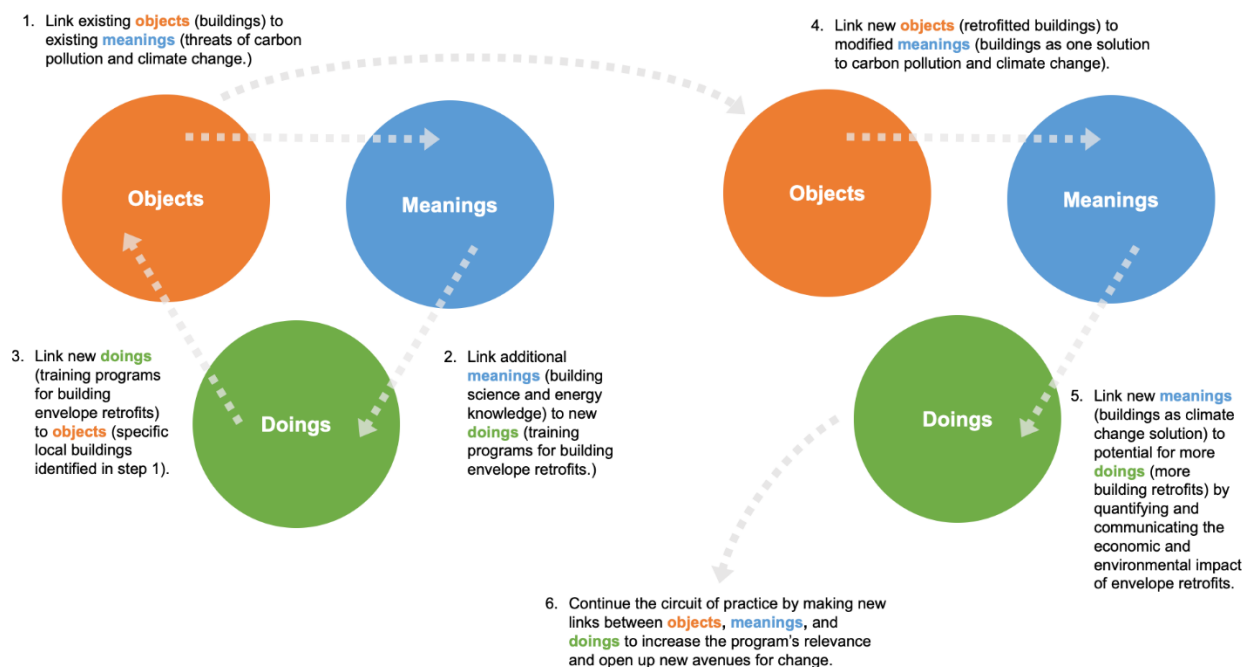 1. Link existing objects (buildings) to
existing meanings (threats of carbon
pollution and climate change.)
4. Link new objects (retrofitted buildings) to
modified meanings (buildings as one solution
to carbon pollution and climate change).
Objects
Meanings
Objects
Meanings
3. Link new doings
(training programs
for building
envelope retrofits)
to objects (specific
local buildings
identified in step 1).
Doings
2. Link additional
meanings (building
science and energy
knowledge) to new
doings (training
programs for building
envelope retrofits.)
Doings
5. Link new meanings
(buildings as climate
change solution) to
potential for more
doings (more
building retrofits) by
quantifying and
communicating the
economic and
environmental impact
of envelope retrofits.
6. Continue the circuit of practice by making new
links between objects, meanings, and
doings to increase the program's relevance
and open up new avenues for change.